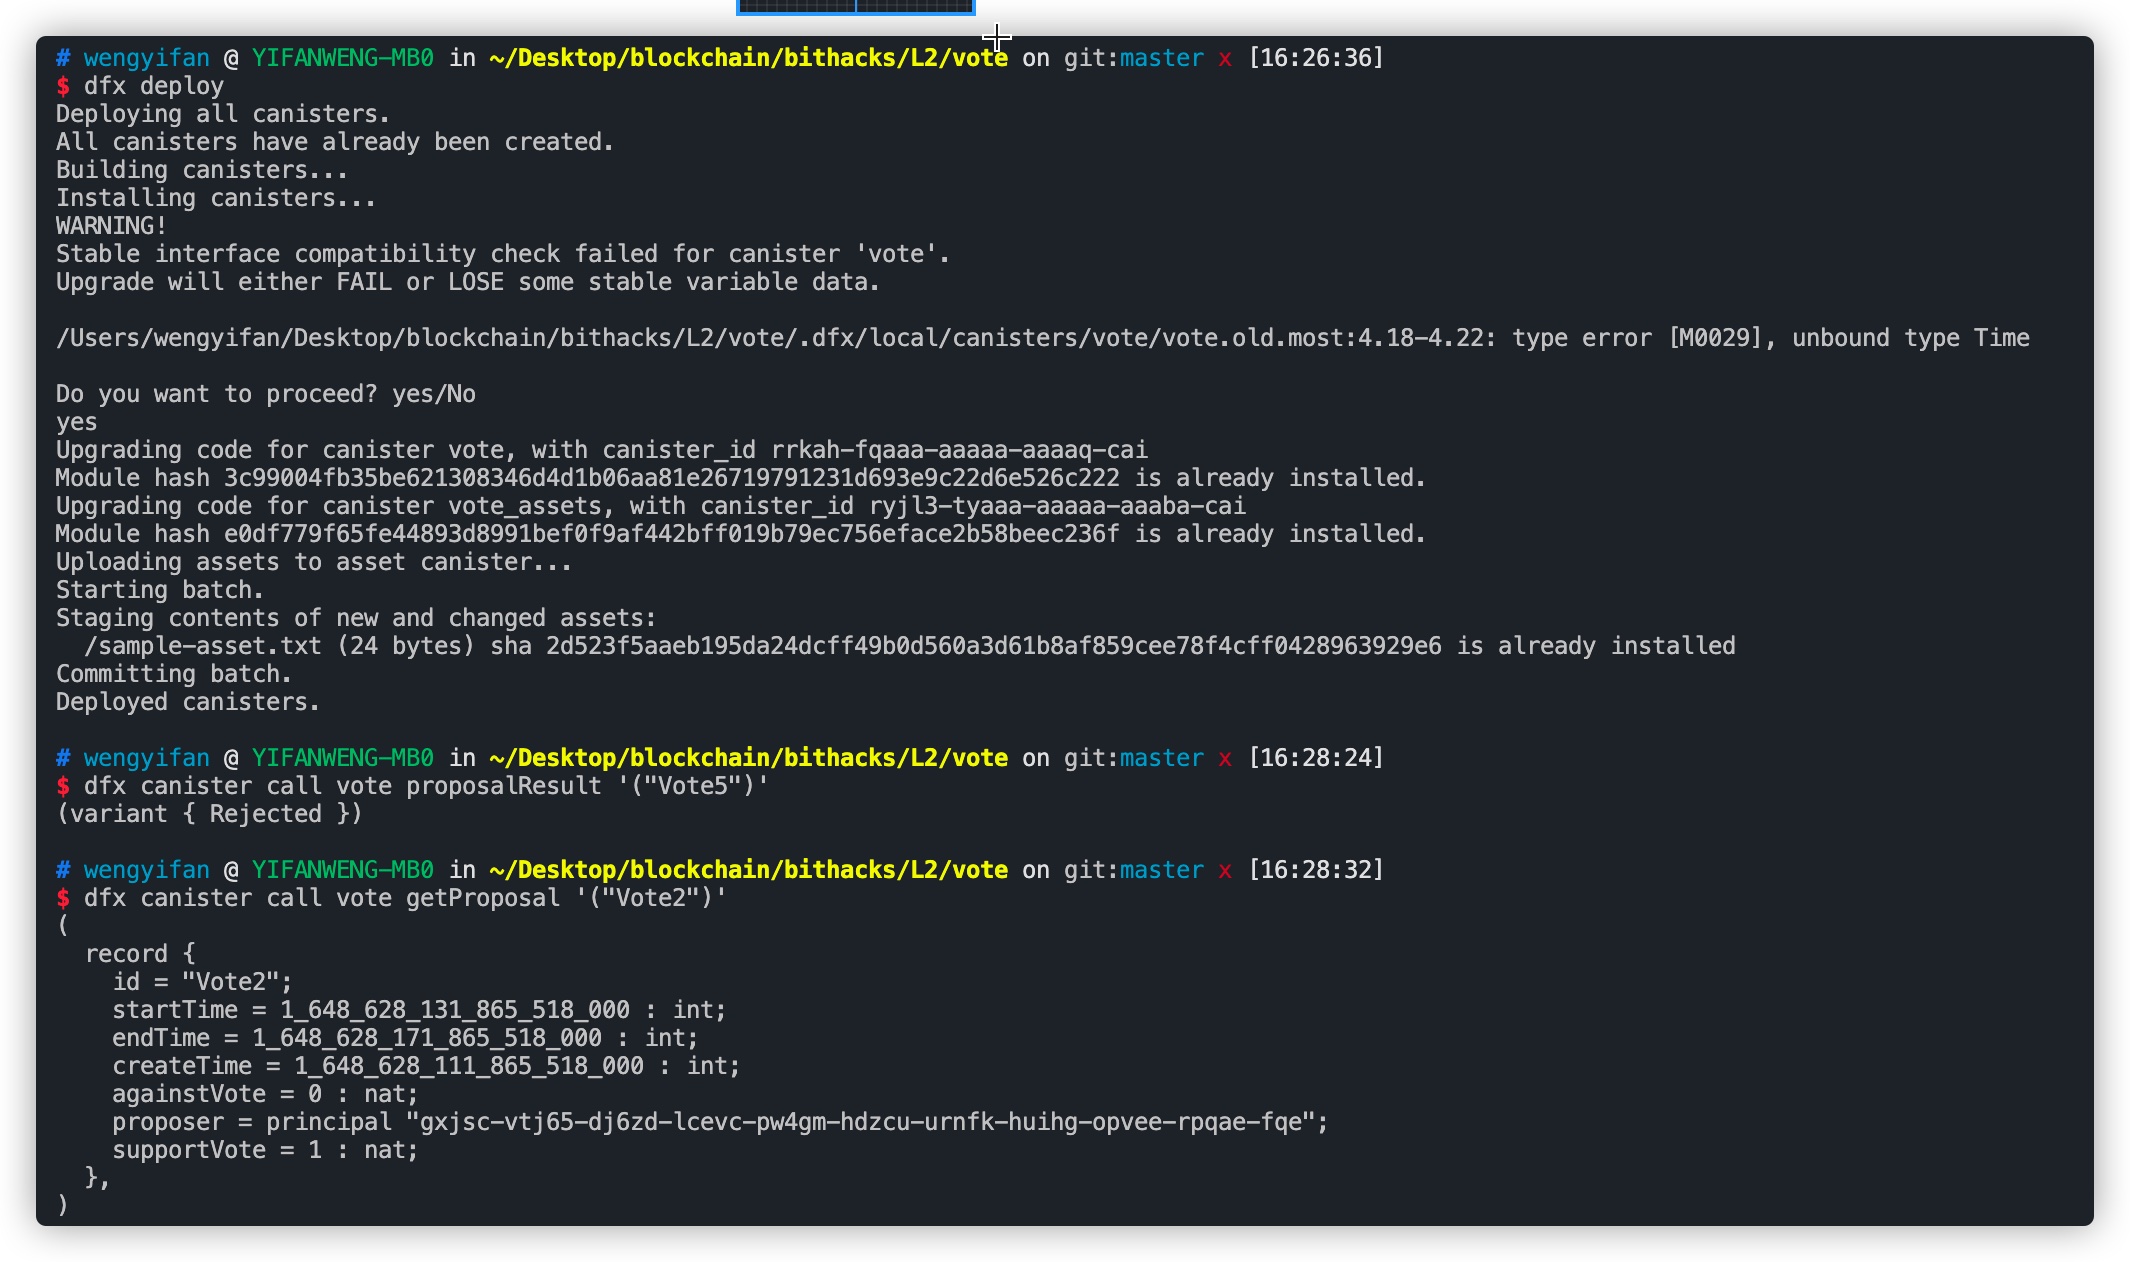 # wengyifan @ YIFANWENG-MB0 in ~/Desktop/blockchain/bithacks/L2/vote on git:master x [16:26:36]
$ dfx deploy
Deploying all canisters.
All canisters have already been created.
Building canisters...
Installing canisters...
WARNING!
Stable interface compatibility check failed for canister 'vote'.
Upgrade will either FAIL or LOSE some stable variable data.
/Users/wengyifan/Desktop/blockchain/bithacks/L2/vote/.dfx/local/canisters/vote/vote.old.most:4.18-4.22: type error [M0029], unbound type Time
Do you want to proceed? yes/No
yes
Upgrading code for canister vote, with canister_id rrkah-fqaaa-aaaaa-aaaaq-cai
Module hash 3c99004fb35be621308346d4d1b06aa81e26719791231d693e9c22d6e526c222 is already installed.
Upgrading code for canister vote_assets, with canister_id ryjl3-tyaaa-aaaaa-aaaba-cai
Module hash e0df779f65fe44893d8991bef0f9af442bff019b79ec756eface2b58beec236f is already installed.
Uploading assets to asset canister...
Starting batch.
Staging contents of new and changed assets:
/sample-asset.txt (24 bytes) sha 2d523f5aaeb195da24dcff49b0d560a3d61b8af859cee78f4cff0428963929e6 is already installed
Committing batch.
Deployed canisters.
# wengyifan @ YIFANWENG-MB0 in ~/Desktop/blockchain/bithacks/L2/vote on git:master x [16:28:24]
$ dfx canister call vote proposalResult '("Vote5")'
(variant { Rejected })
# wengyifan @ YIFANWENG-MB0 in ~/Desktop/blockchain/bithacks/L2/vote on git:master x [16:28:32]
$ dfx canister call vote getProposal '("Vote2")'
(
record {
id = "Vote2";
startTime = 1_648_628_131_865_518_000 : int;
endTime = 1_648_628_171_865_518_000 : int;
createTime = 1_648_628_111_865_518_000 : int;
againstVote = 0 : nat;
proposer = principal "gxjsc-vtj65-dj6zd-lcevc-pw4gm-hdzcu-urnfk-huihg-opvee-rpqae-fqe";
supportVote = 1 : nat;
},
)